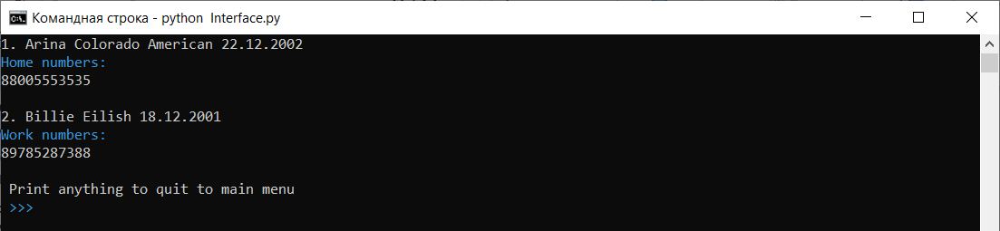 Командная строка - python  Interface.py
1. Arina Colorado American 22.12.2002
Home numbers:
88005553535
2. Billie Eilish 18.12.2001
Work numbers:
89785287388
Print anything to quit to main menu
>>>